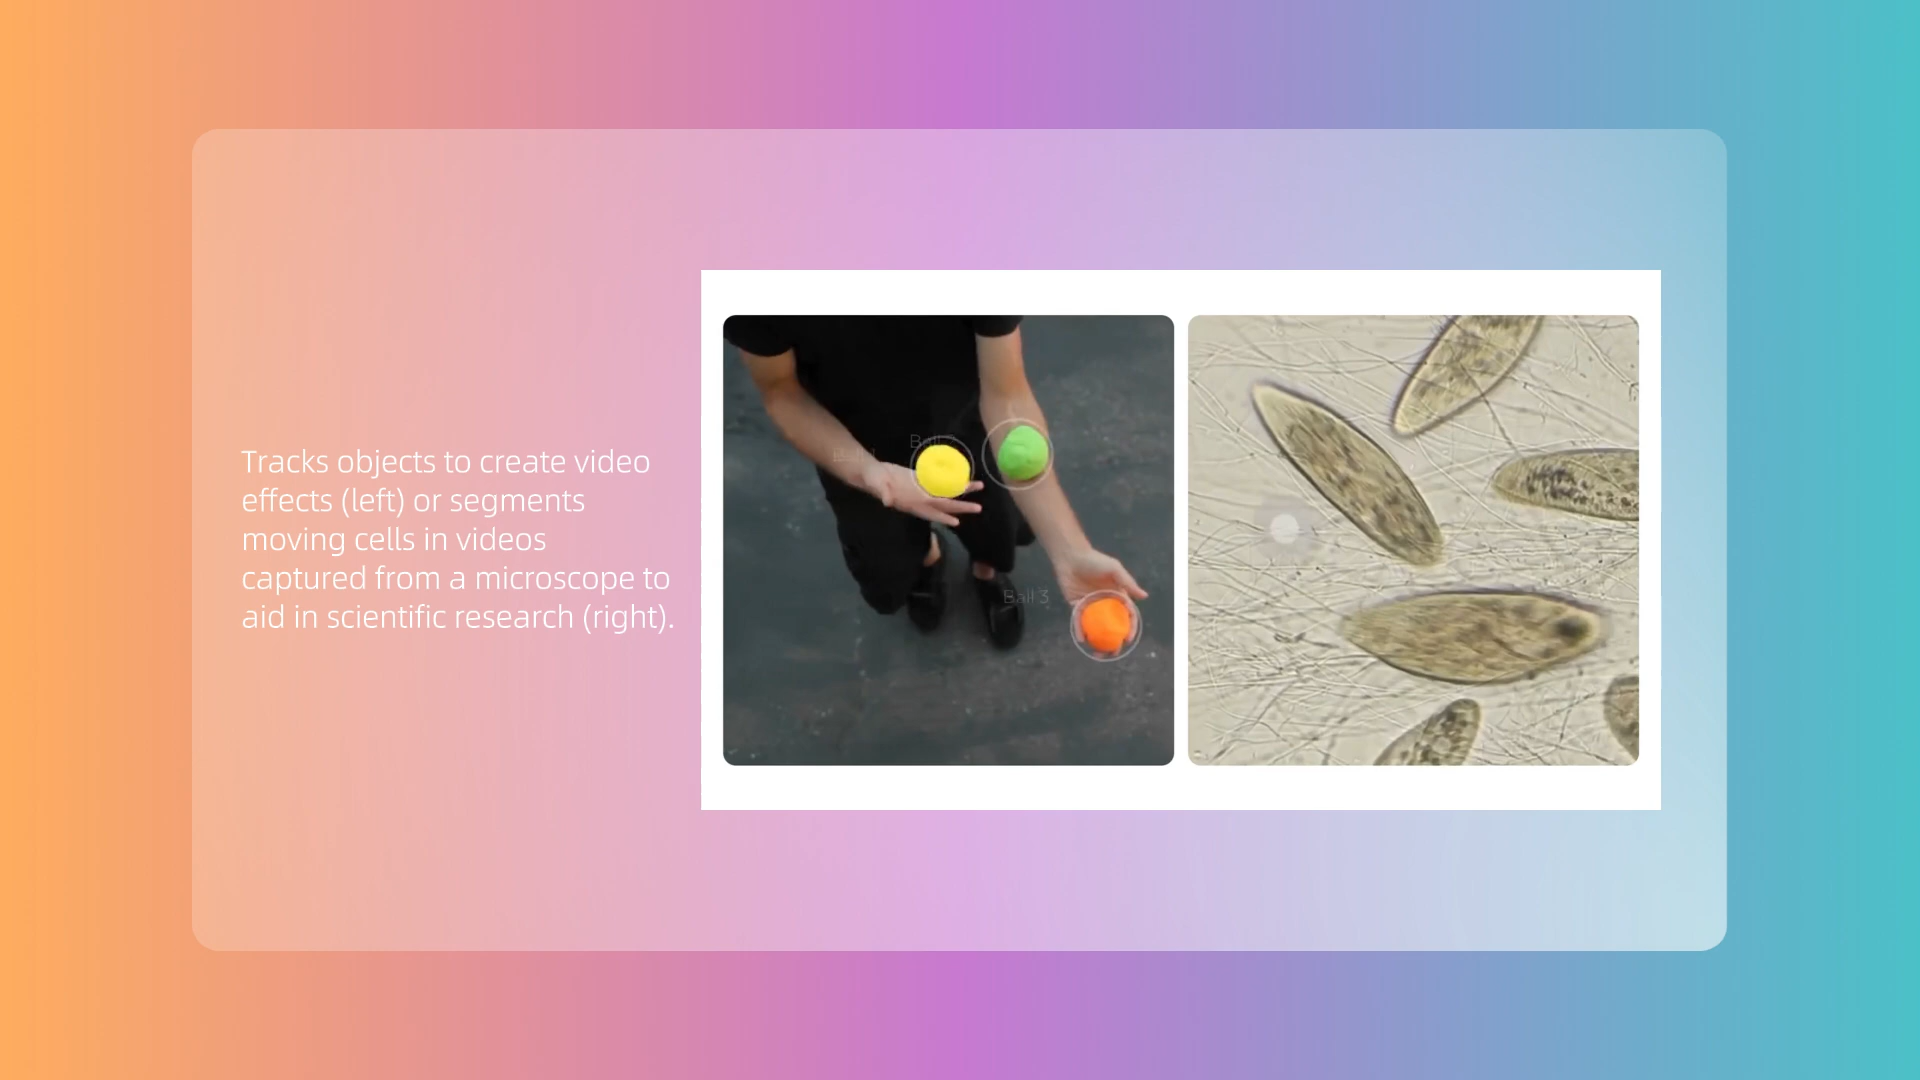 Tracks objects to create video
effects (left) or segments
moving cells in videos
captured from a microscope to
aid in scientific research (right).
Ball 3